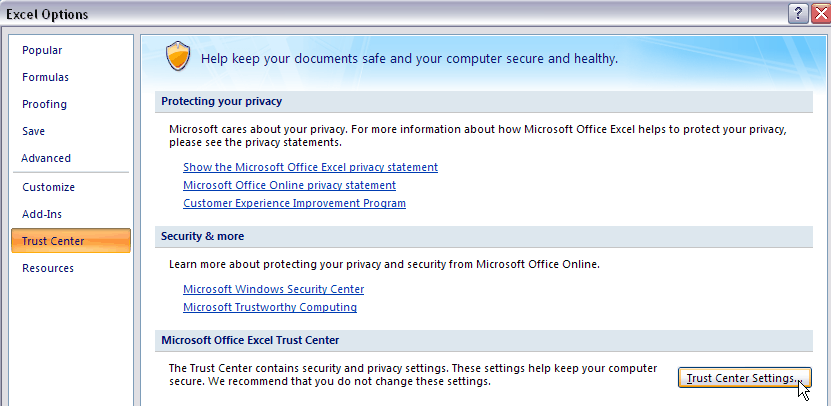 Excel Options
Popular
Formulas
Proofing
Save
Advanced
Customize
Add-Ins
Trust Center
Resources
Help keep your documents safe and your computer secure and healthy.
Protecting your privacy
Microsoft cares about your privacy. For more information about how Microsoft Office Excel helps to protect your privacy,
please see the privacy statements.
Show the Microsoft Office Excel privacy statement
Microsoft Office Online privacy statement
Customer Experience Improvement Program
Security & more
Learn more about protecting your privacy and security from Microsoft Office Online.
Microsoft Windows Security Center
Microsoft Trustworthy Computing
Microsoft Office Excel Trust Center
The Trust Center contains security and privacy settings. These settings help keep your computer
secure. We recommend that you do not change these settings.
Trust Center Settings...